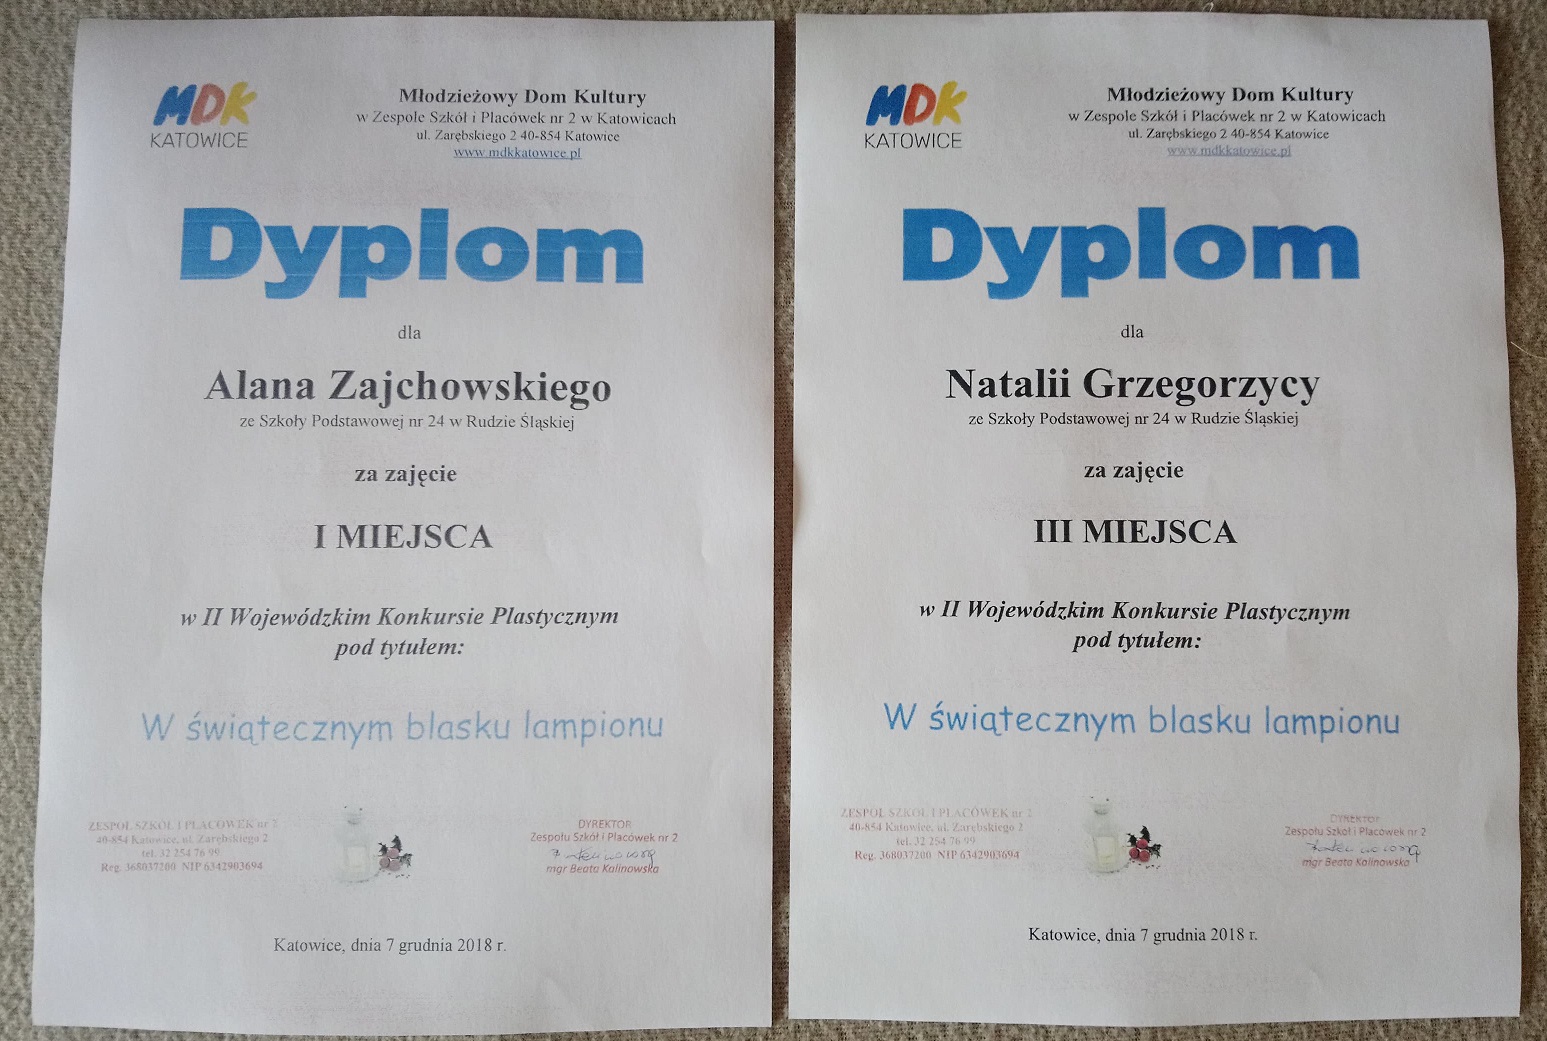 MDK
KATOWICE
Młodzieżowy Dom Kultury
w Zespole Szkół i Placówek nr 2 w Katowicach
ul. Zarębskiego 2 40-854 Katowice
www.mdkkatowice.pl
Dyplom
dla
Alana Zajchowskiego
ze Szkoły Podstawowej nr 24 w Rudzie Śląskiej
za zajęcie
I MIEJSCA
w II Wojewódzkim Konkursie Plastycznym
pod tytułem:
W świątecznym blasku lampionu
ZESPÓŁ SZKÓŁ I PLACÓWEK nr 2
40-854 Katowice, ul. Zarębskiego 2
tel. 32 254 76 99
Reg. 368037200 NIP 6342903694
DYREKTOR
Zespołu Szkół i Placówek nr 2
mgr Beata Kalinowska
Katowice, dnia 7 grudnia 2018 r.
MDK
KATOWICE
Młodzieżowy Dom Kultury
w Zespole Szkół i Placówek nr 2 w Katowicach
ul. Zarębskiego 2 40-854 Katowice
www.mdkkatowice.pl
Dyplom
dla
Natalii Grzegorzycy
ze Szkoły Podstawowej nr 24 w Rudzie Śląskiej
za zajęcie
III MIEJSCA
w II Wojewódzkim Konkursie Plastycznym
pod tytułem:
W świątecznym blasku lampionu
ZESPÓŁ SZKÓŁ I PLACÓWEK nr 2
40-854 Katowice, ul. Zarębskiego 2
tel. 32 254 76 99
Reg. 368037200 NIP 6342903694
DYREKTOR
Zespołu Szkół i Placówek nr 2
mgr Beata Kalinowska
Katowice, dnia 7 grudnia 2018 r.